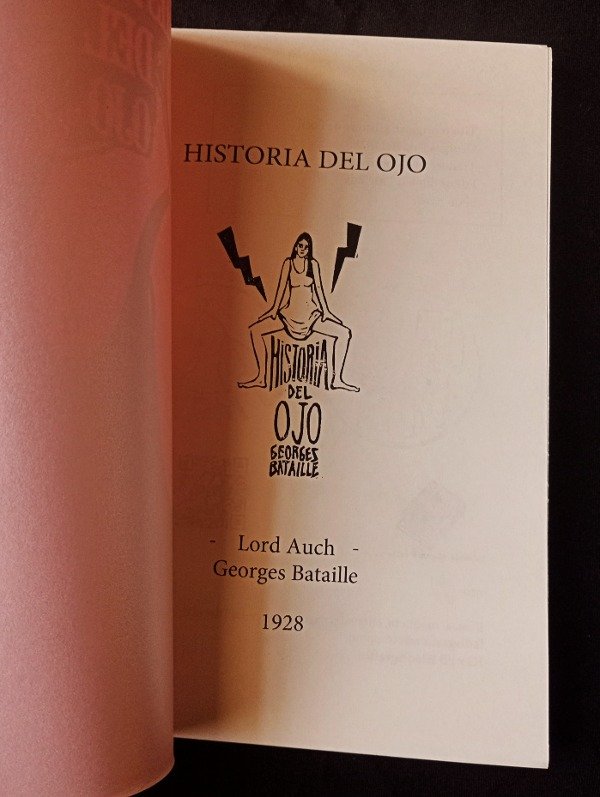 HISTORIA DEL OJO
HISTORIA
DEL
OJO
GEORGES
BATAILLE
- Lord Auch -
Georges Bataille
1928